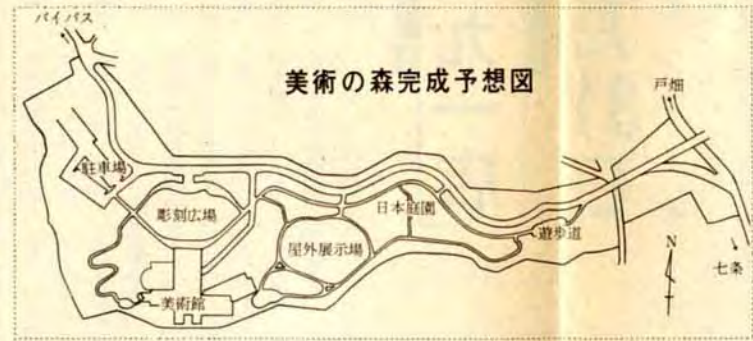 バイパス
美術の森完成予想図
戸畑
駐車場
彫刻広場
日本庭園
屋外展示場
遊歩道
N
七条
美術館